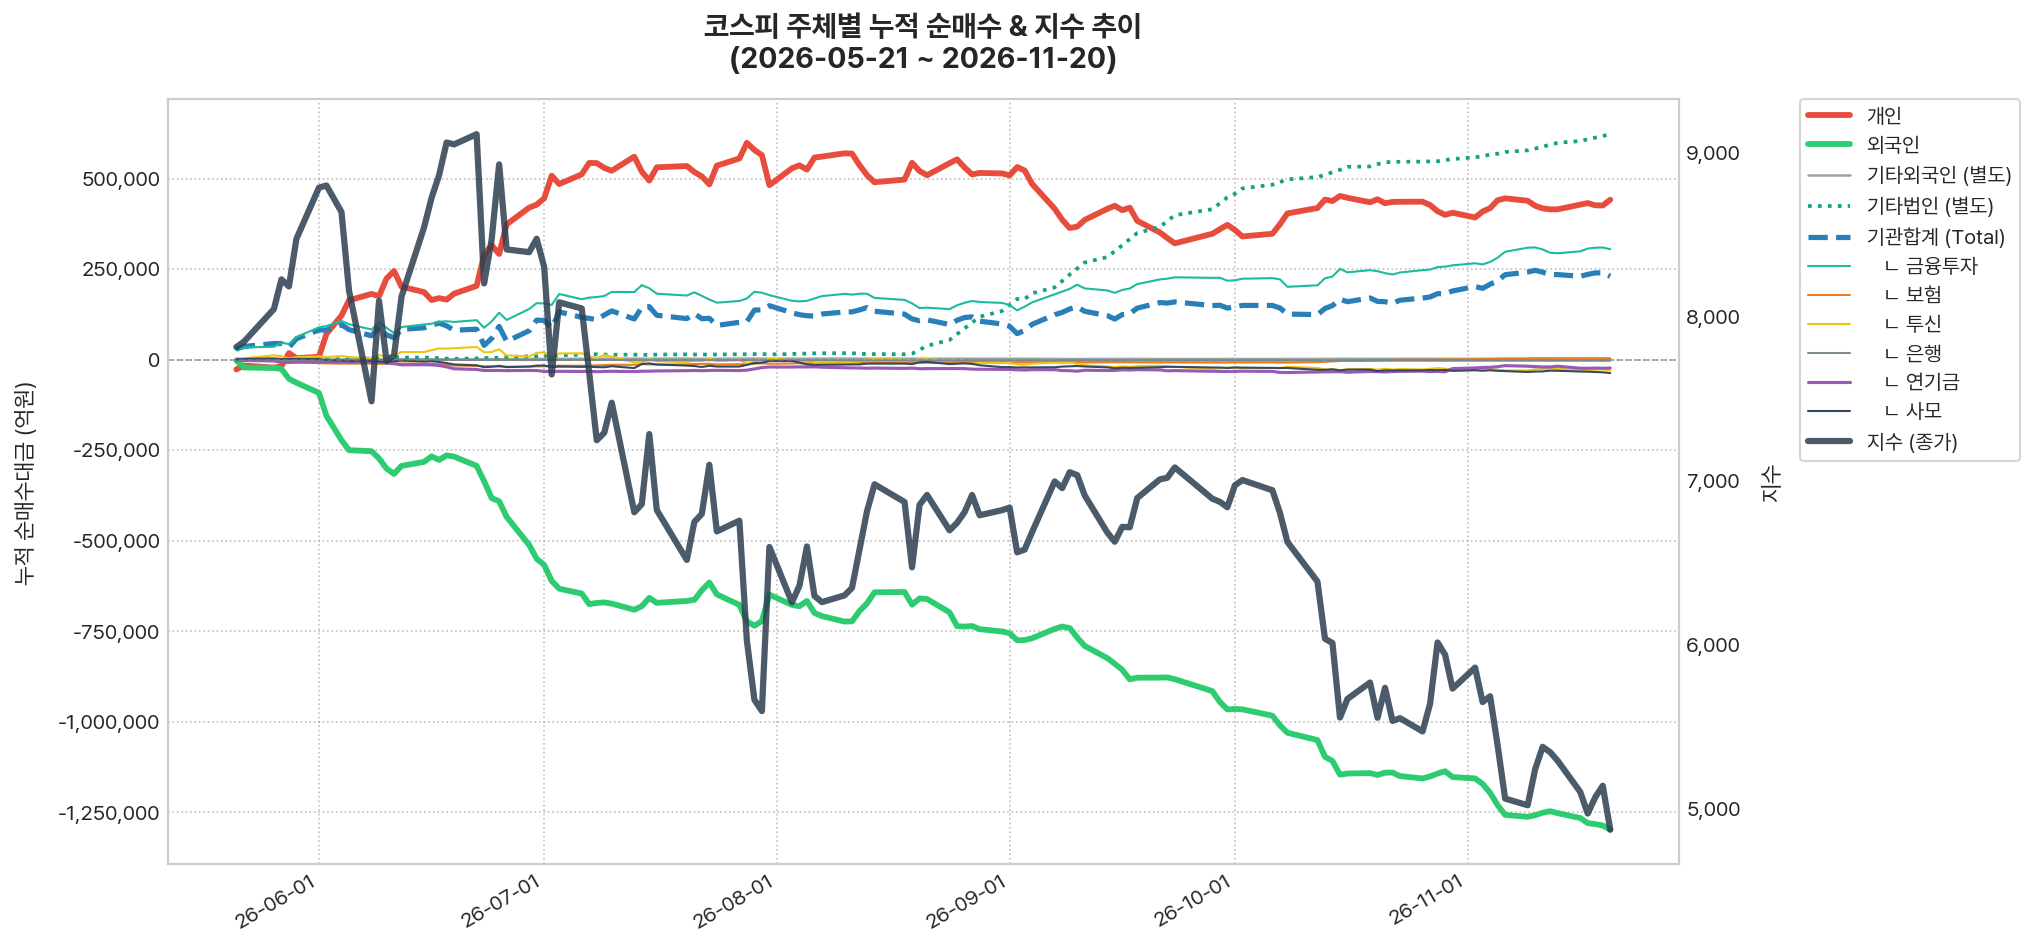 코스피 주체별 누적 순매수 & 지수 추이
(2026-05-21 ~ 2026-11-20)
누적 순매수대금 (억원)
500,000
250,000
0
-250,000
-500,000
-750,000
-1,000,000
-1,250,000
26-06-01
26-07-01
26-08-01
26-09-01
26-10-01
26-11-01
9,000
8,000
7,000
6,000
5,000
지수
개인
외국인
기타외국인 (별도)
기타법인 (별도)
기관합계 (Total)
ㄴ 금융투자
ㄴ 보험
ㄴ 투신
ㄴ 은행
ㄴ 연기금
ㄴ 사모
지수 (종가)